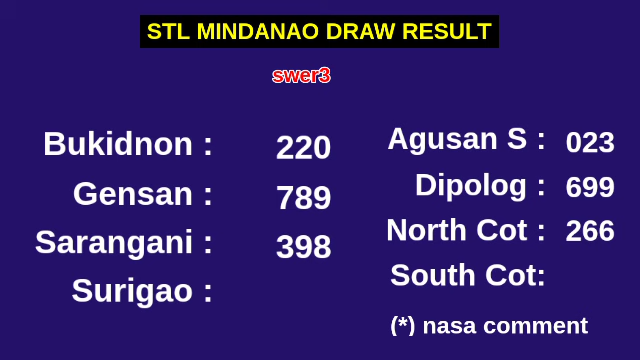 STL MINDANAO DRAW RESULT
swer3
Bukidnon : 220
Gensan : 789
Sarangani : 398
Surigao :
Agusan S : 023
Dipolog : 699
North Cot : 266
South Cot:
(*) nasa comment